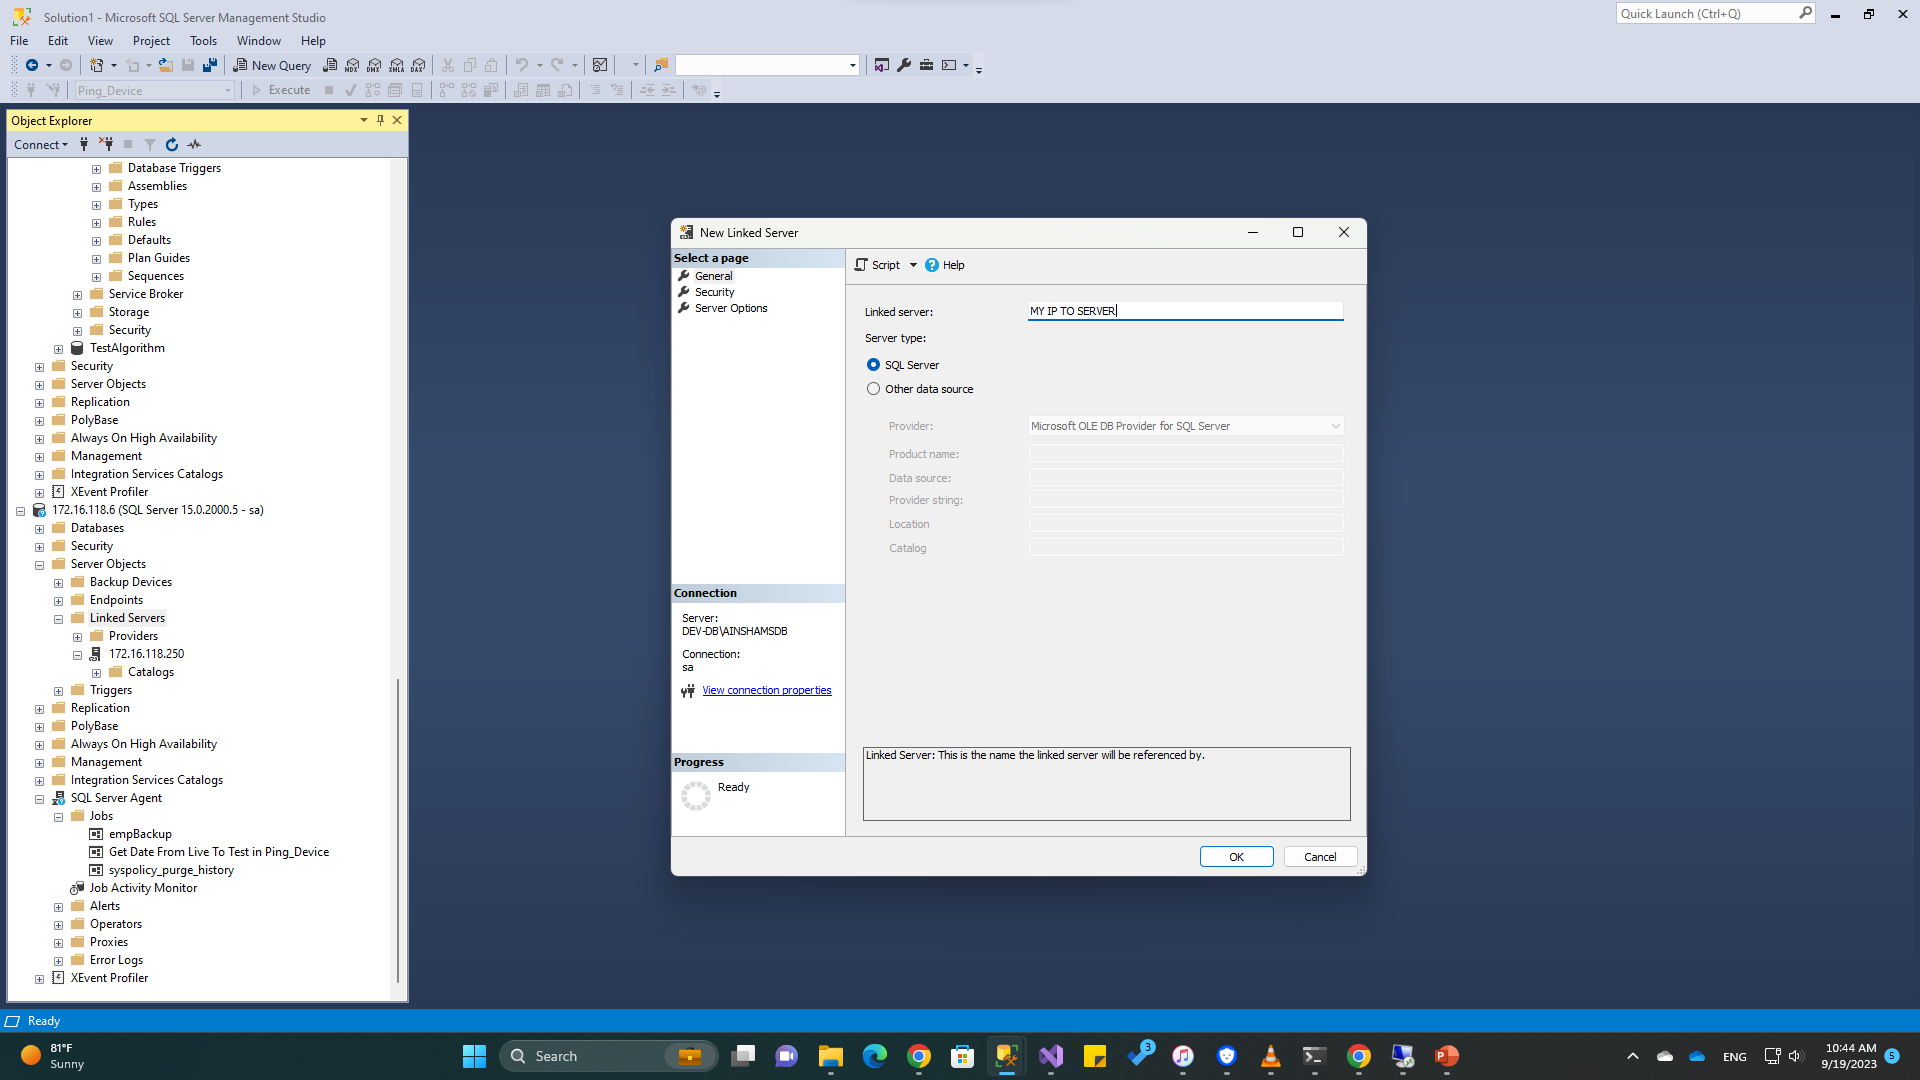 Solution1 - Microsoft SQL Server Management Studio
Quick Launch (Ctrl+Q)
File Edit View Project Tools Window Help
New Query MDX DMX XMLA DAX
Ping_Device Execute
Object Explorer
Connect
Database Triggers
Assemblies
Types
Rules
Defaults
Plan Guides
Sequences
Service Broker
Storage
Security
TestAlgorithm
Security
Server Objects
Replication
PolyBase
Always On High Availability
Management
Integration Services Catalogs
XEvent Profiler
172.16.118.6 (SQL Server 15.0.2000.5 - sa)
Databases
Security
Server Objects
Backup Devices
Endpoints
Linked Servers
Providers
172.16.118.250
Catalogs
Triggers
Replication
PolyBase
Always On High Availability
Management
Integration Services Catalogs
SQL Server Agent
Jobs
empBackup
Get Date From Live To Test in Ping_Device
syspolicy_purge_history
Job Activity Monitor
Alerts
Operators
Proxies
Error Logs
XEvent Profiler
New Linked Server
Select a page
General
Security
Server Options
Connection
Server:
DEV-DB\AINSHAMSDB
Connection:
sa
View connection properties
Progress
Ready
Script Help
Linked server: MY IP TO SERVER
Server type:
SQL Server
Other data source
Provider: Microsoft OLE DB Provider for SQL Server
Product name:
Data source:
Provider string:
Location
Catalog
Linked Server: This is the name the linked server will be referenced by.
OK Cancel
Ready
81°F
Sunny
Search
3
ENG
10:44 AM
9/19/2023
5